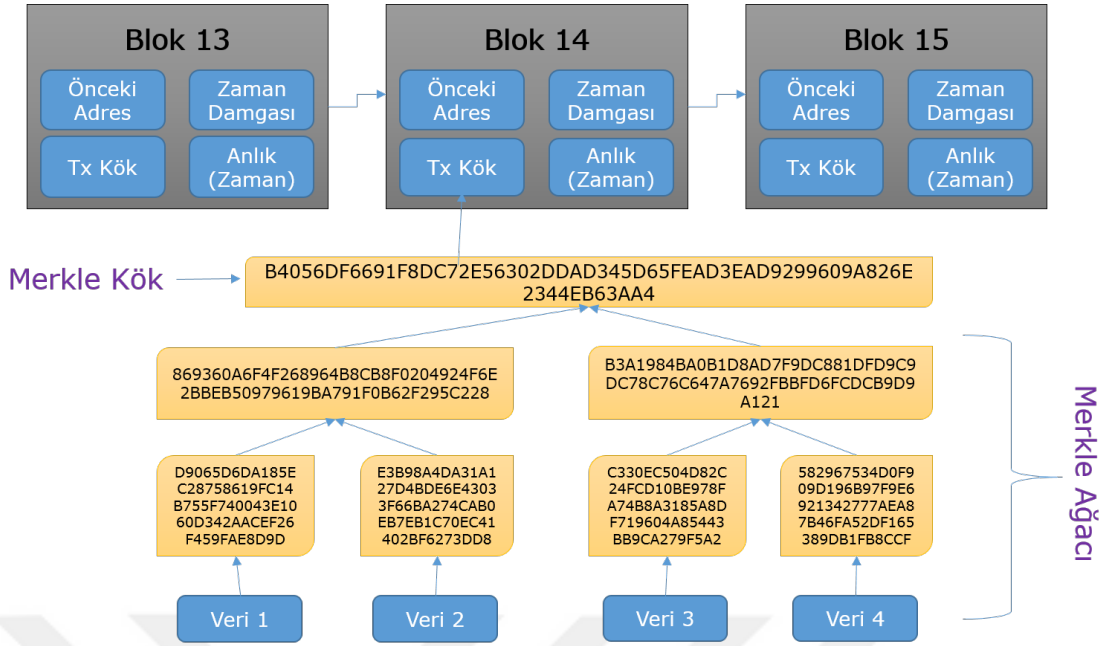 Blok 13
Önceki
Adres
Zaman
Damgası
Tx Kök
Anlık
(Zaman)
Blok 14
Önceki
Adres
Zaman
Damgası
Tx Kök
Anlık
(Zaman)
Blok 15
Önceki
Adres
Zaman
Damgası
Tx Kök
Anlık
(Zaman)
Merkle Kök
B4056DF6691F8DC72E56302DDAD345D65FEAD3EAD9299609A826E
2344EB63AA4
869360A6F4F268964B8CB8F0204924F6E
2BBEB50979619BA791F0B62F295C228
B3A1984BA0B1D8AD7F9DC881DFD9C9
DC78C76C647A7692FBBFD6FCDCB9D9
A121
D9065D6DA185E
C28758619FC14
B755F740043E10
60D342AACEF26
F459FAE8D9D
E3B98A4DA31A1
27D4BDE6E4303
3F66BA274CAB0
EB7EB1C70EC41
402BF6273DD8
C330EC504D82C
24FCD10BE978F
A74B8A3185A8D
F719604A85443
BB9CA279F5A2
582967534D0F9
09D196B97F9E6
921342777AEA8
7B46FA52DF165
389DB1FB8CCF
Veri 1
Veri 2
Veri 3
Veri 4
Merkle Ağacı